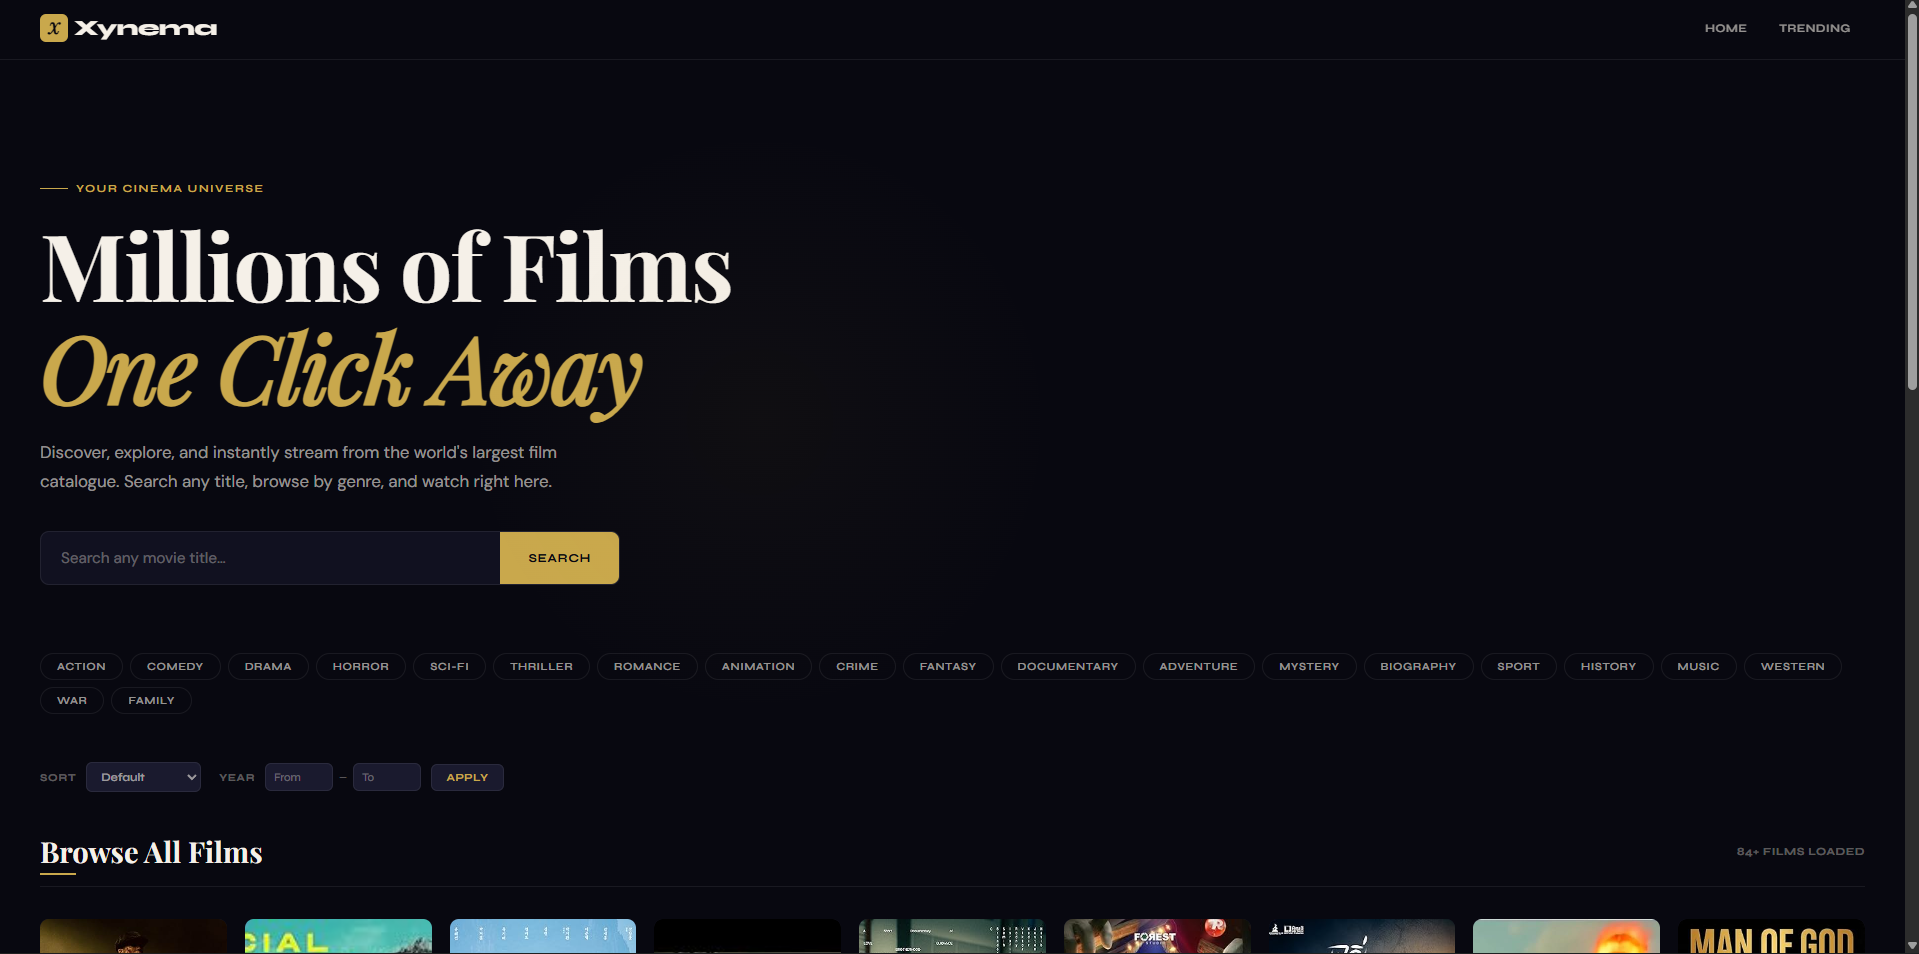 x Xynema
HOME TRENDING
YOUR CINEMA UNIVERSE
Millions of Films
One Click Away
Discover, explore, and instantly stream from the world's largest film
catalogue. Search any title, browse by genre, and watch right here.
Search any movie title...
SEARCH
ACTION COMEDY DRAMA HORROR SCI-FI THRILLER ROMANCE ANIMATION CRIME FANTASY DOCUMENTARY ADVENTURE MYSTERY BIOGRAPHY SPORT HISTORY MUSIC WESTERN
WAR FAMILY
SORT Default YEAR From – To APPLY
Browse All Films
84+ FILMS LOADED
CIAL
FOREST
MAN OF GOD